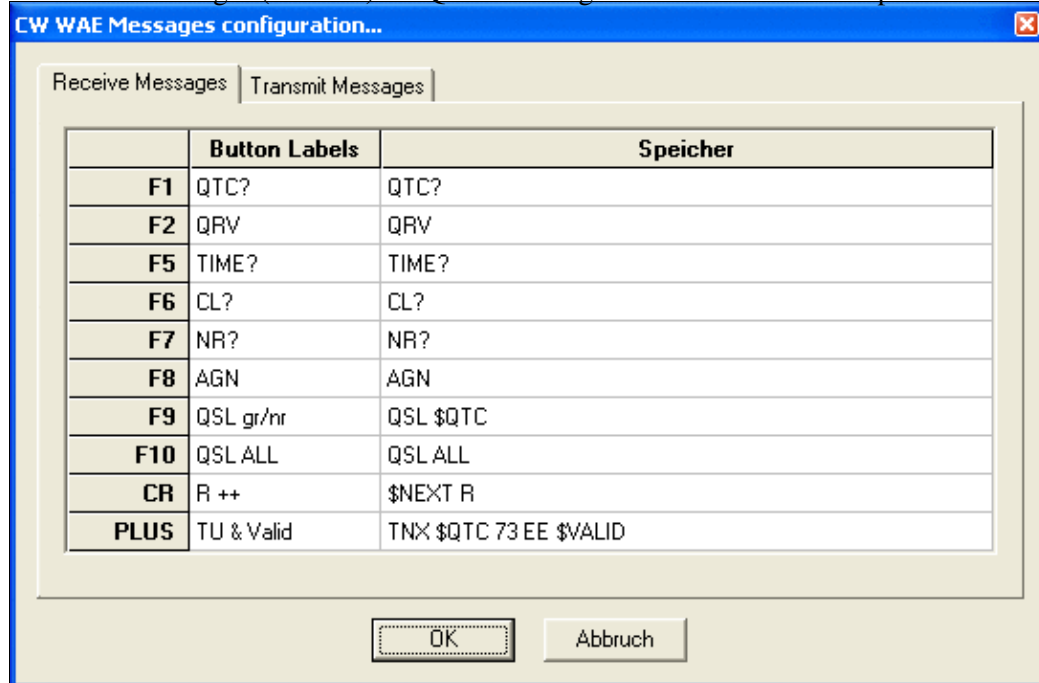 CW WAE Messages configuration...
Receive Messages Transmit Messages
Button Labels Speicher
F1 QTC? QTC?
F2 QRV QRV
F5 TIME? TIME?
F6 CL? CL?
F7 NR? NR?
F8 AGN AGN
F9 QSL gr/nr QSL $QTC
F10 QSL ALL QSL ALL
CR R ++ $NEXT R
PLUS TU & Valid TNX $QTC 73 EE $VALID
OK Abbruch